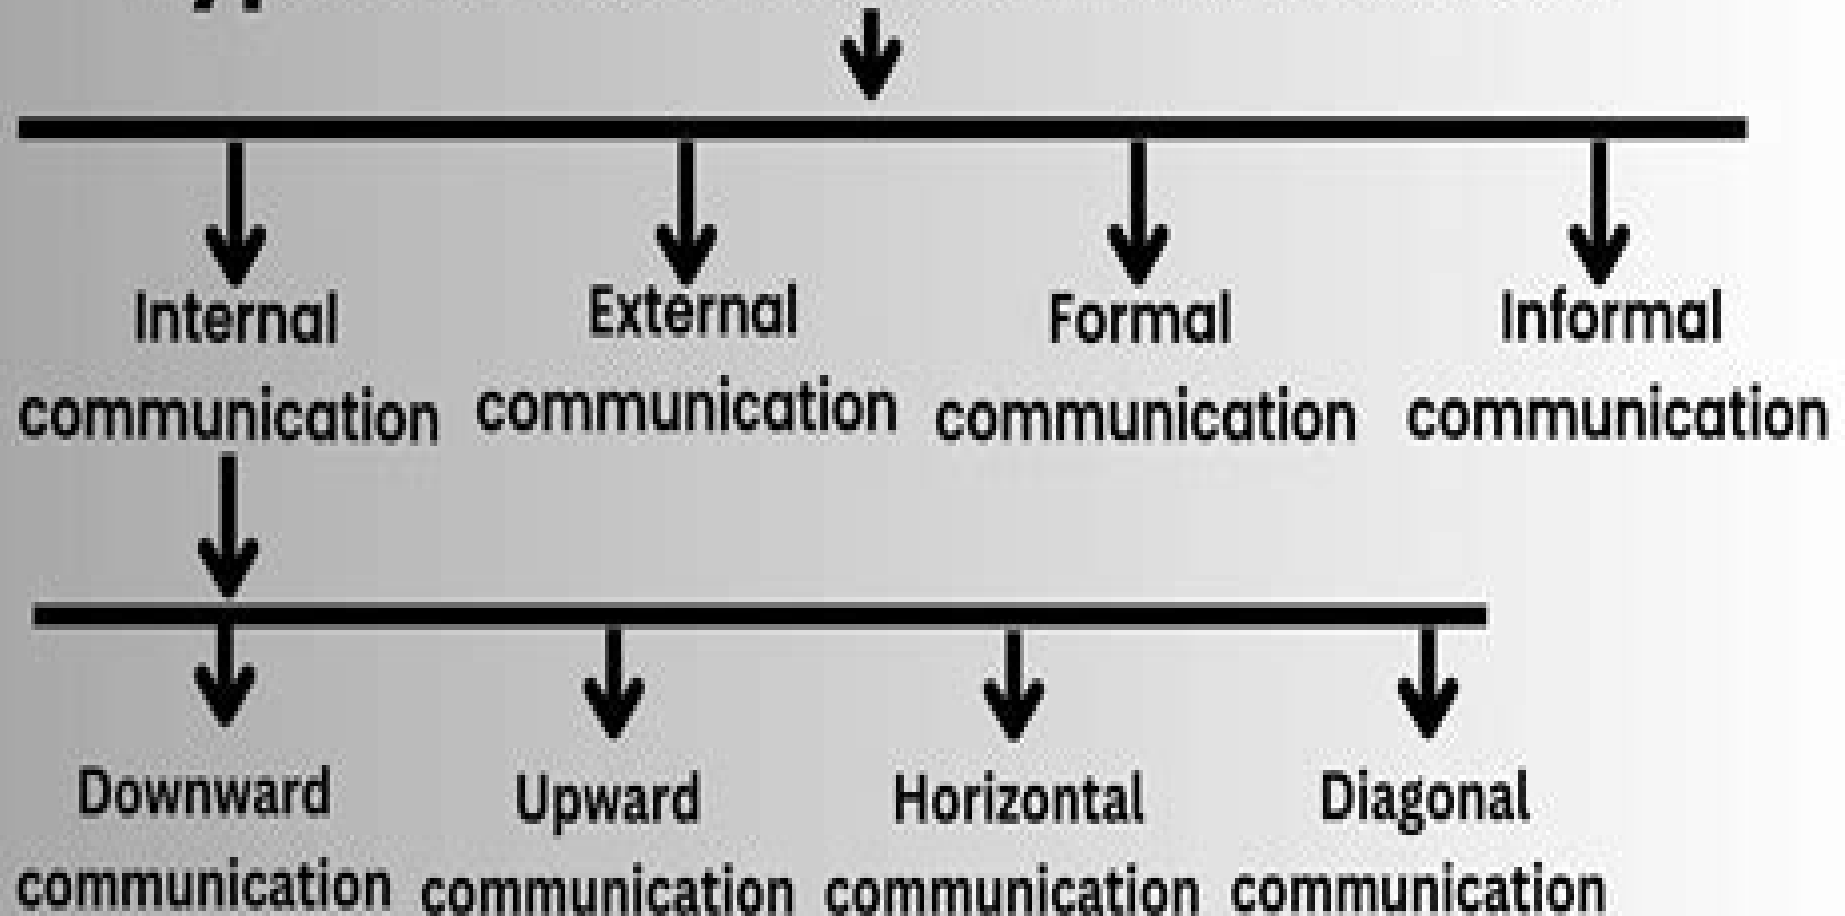 Internal External Formal Informal
communication communication communication communication
Downward Upward Horizontal Diagonal
communication communication communication communication